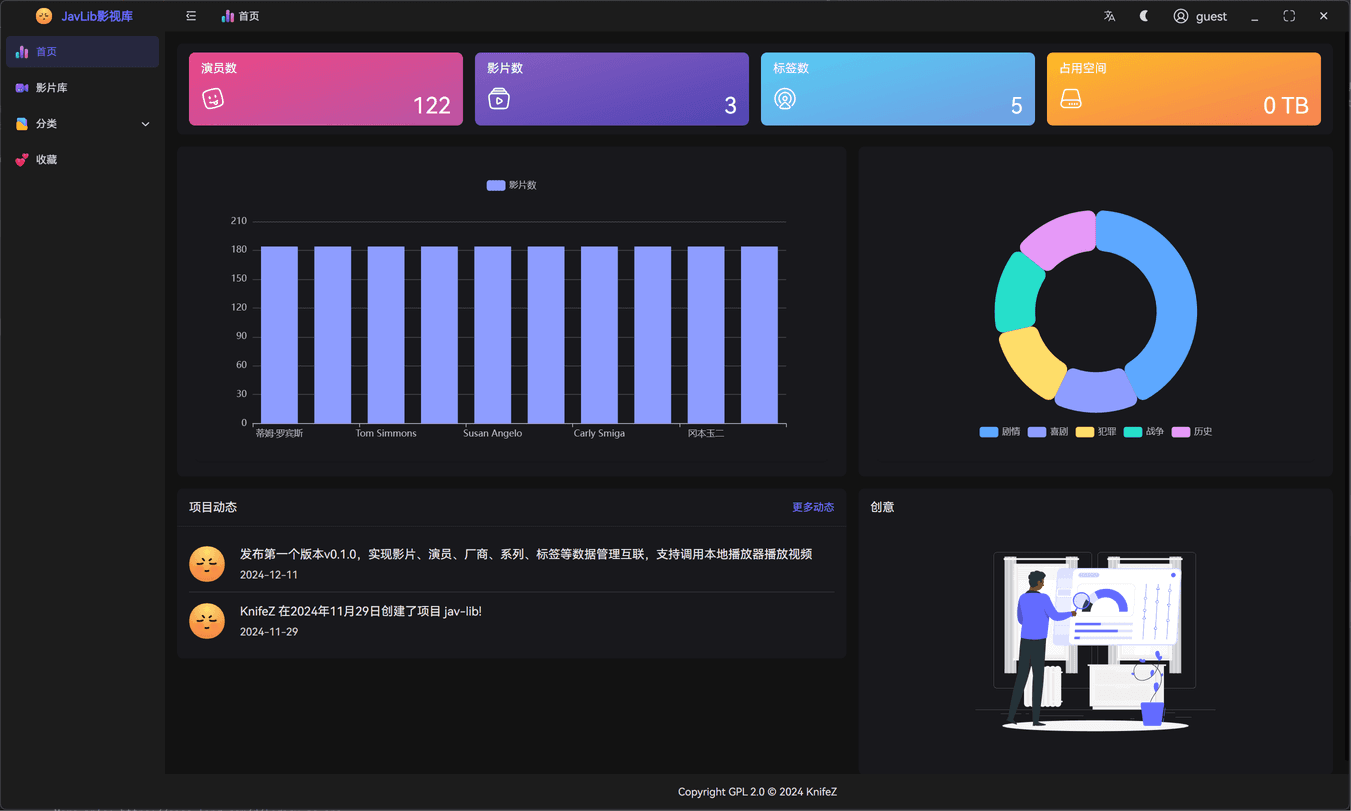 JavLib影视库
首页
guest
首页
影片库
分类
收藏
演员数
122
影片数
3
标签数
5
占用空间
0 TB
影片数
210
180
150
120
90
60
30
0
蒂姆·罗宾斯
Tom Simmons
Susan Angelo
Carly Smiga
冈本玉二
剧情
喜剧
犯罪
战争
历史
项目动态
更多动态
发布第一个版本v0.1.0，实现影片、演员、厂商、系列、标签等数据管理互联，支持调用本地播放器播放视频
2024-12-11
KnifeZ 在2024年11月29日创建了项目 jav-lib!
2024-11-29
创意
Copyright GPL 2.0 © 2024 KnifeZ